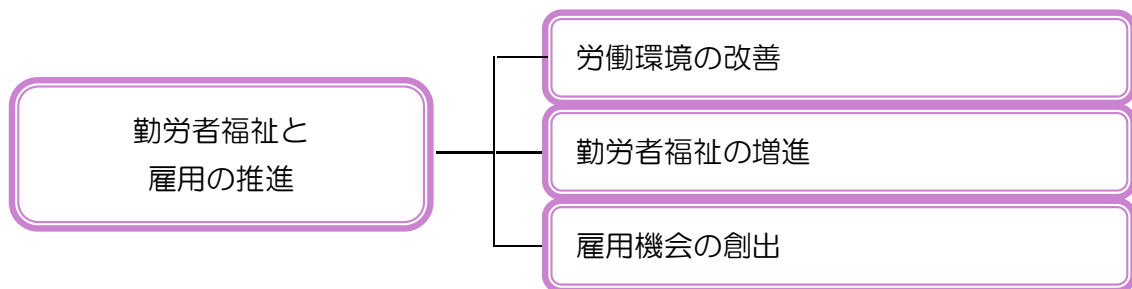 勤労者福祉と
雇用の推進
労働環境の改善
勤労者福祉の増進
雇用機会の創出